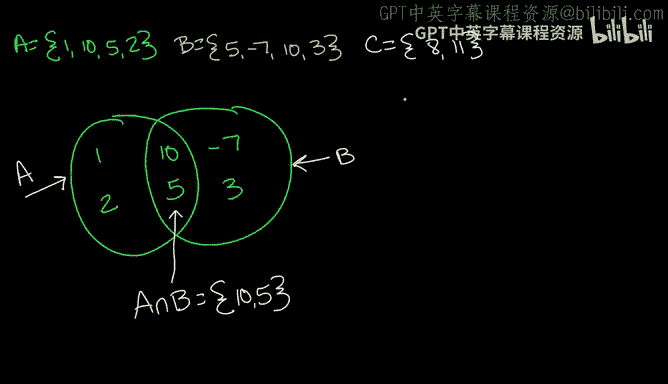 GPT中英字幕课程资源@bilibili.com
GPT中英字幕课程资源 bilibili
A={1,10,5,2} B={5,-7,10,3} C={8,11}
1 10 -7
A B
2 5 3
A∩B={10,5}